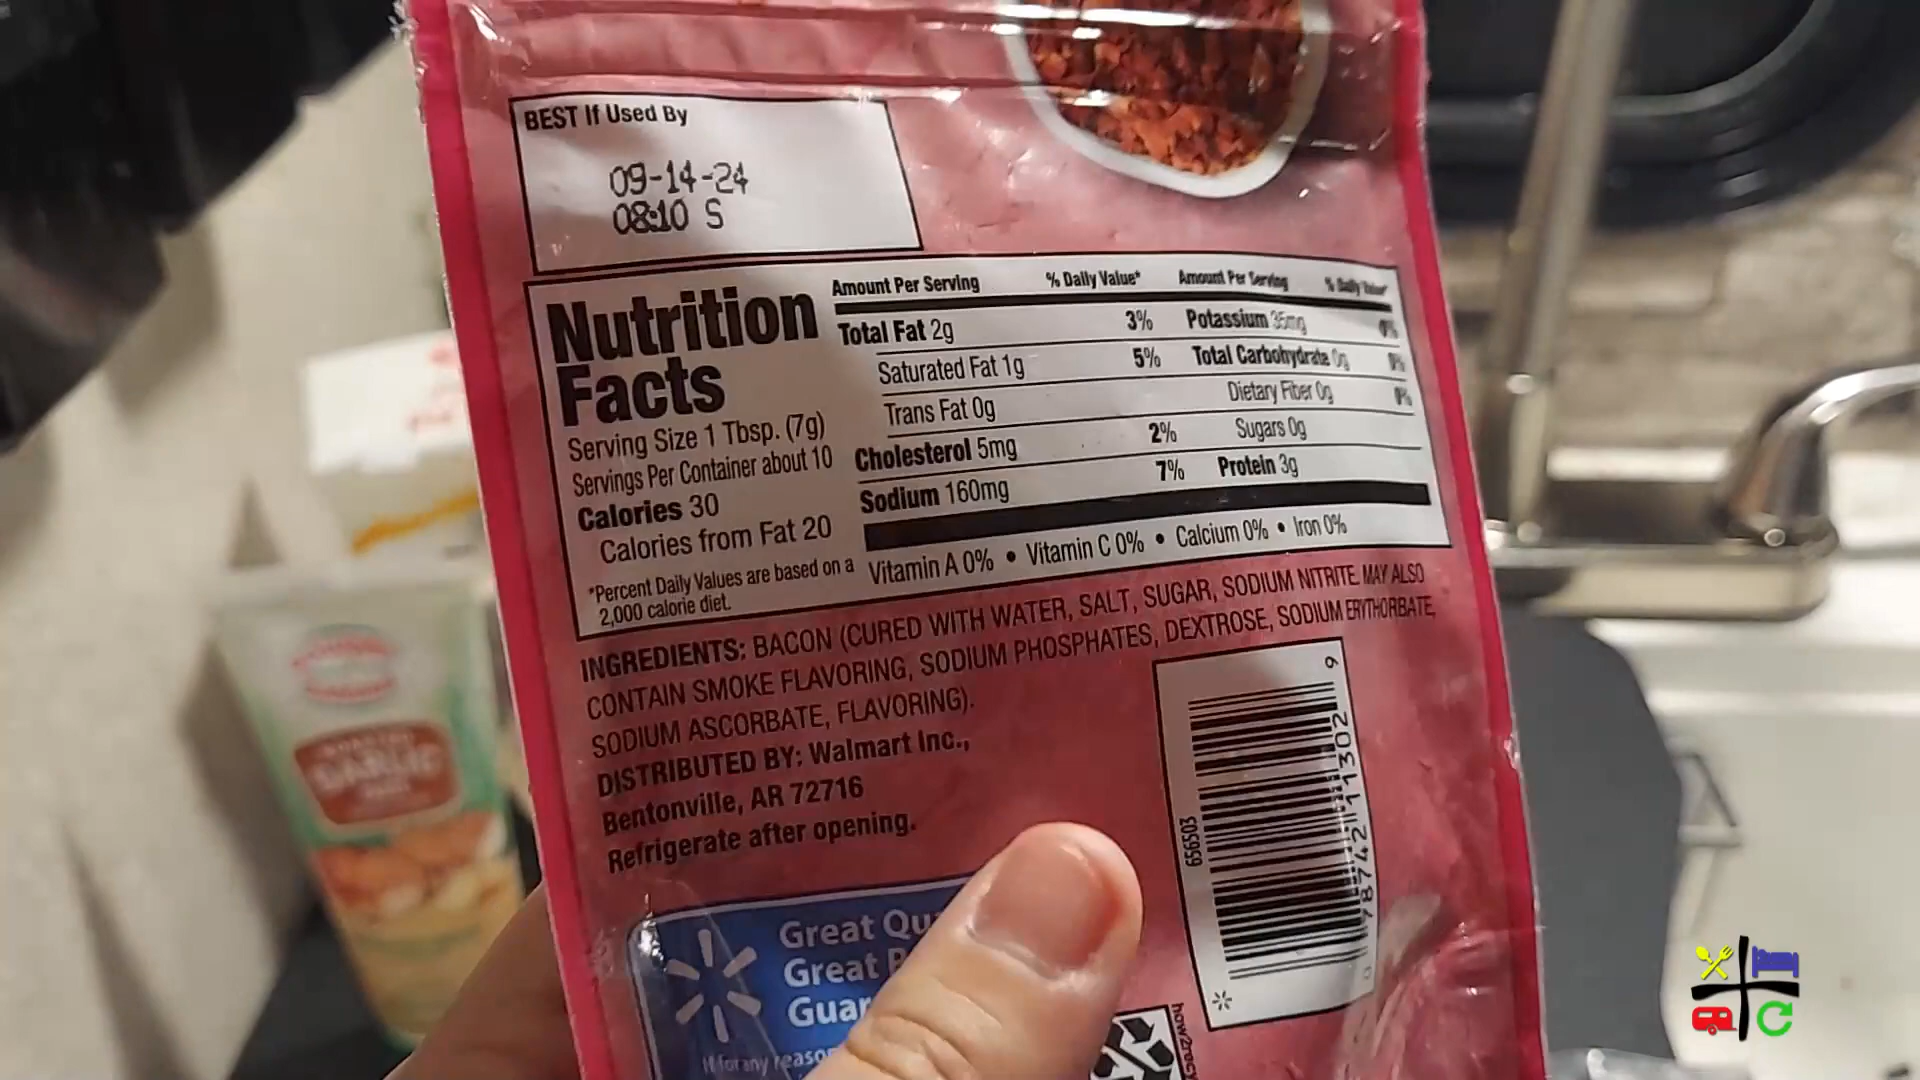 BEST If Used By
09-14-24
08:10 S
Nutrition
Facts
Serving Size 1 Tbsp. (7g)
Servings Per Container about 10
Calories 30
Calories from Fat 20
*Percent Daily Values are based on a
2,000 calorie diet.
Amount Per Serving % Daily Value*
Total Fat 2g 3%
Saturated Fat 1g 5%
Trans Fat 0g
Cholesterol 5mg 2%
Sodium 160mg 7%
Amount Per Serving % Daily Value*
Potassium 35mg 0%
Total Carbohydrate 0g 0%
Dietary Fiber 0g 0%
Sugars 0g
Protein 3g
Vitamin A 0% • Vitamin C 0% • Calcium 0% • Iron 0%
INGREDIENTS: BACON (CURED WITH WATER, SALT, SUGAR, SODIUM NITRITE MAY ALSO
CONTAIN SMOKE FLAVORING, SODIUM PHOSPHATES, DEXTROSE, SODIUM ERYTHORBATE,
SODIUM ASCORBATE, FLAVORING).
DISTRIBUTED BY: Walmart Inc.,
Bentonville, AR 72716
Refrigerate after opening.
656503
0 78742 11302 9
Great
Great
If for any
GARLIC